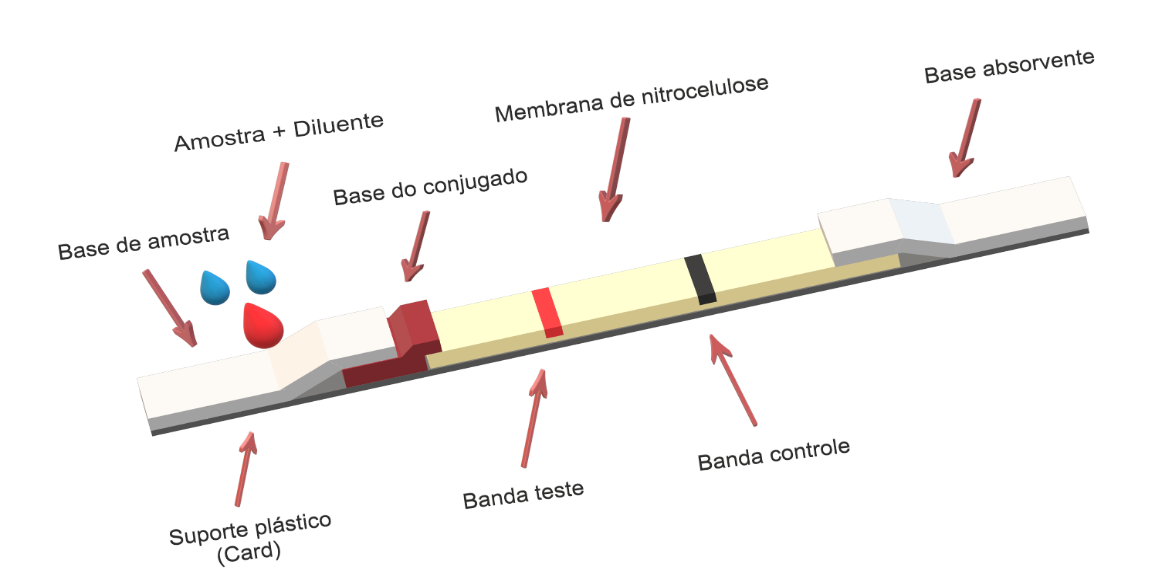 Base absorvente
Membrana de nitrocelulose
Amostra + Diluente
Base do conjugado
Base de amostra
Banda controle
Banda teste
Suporte plástico
(Card)